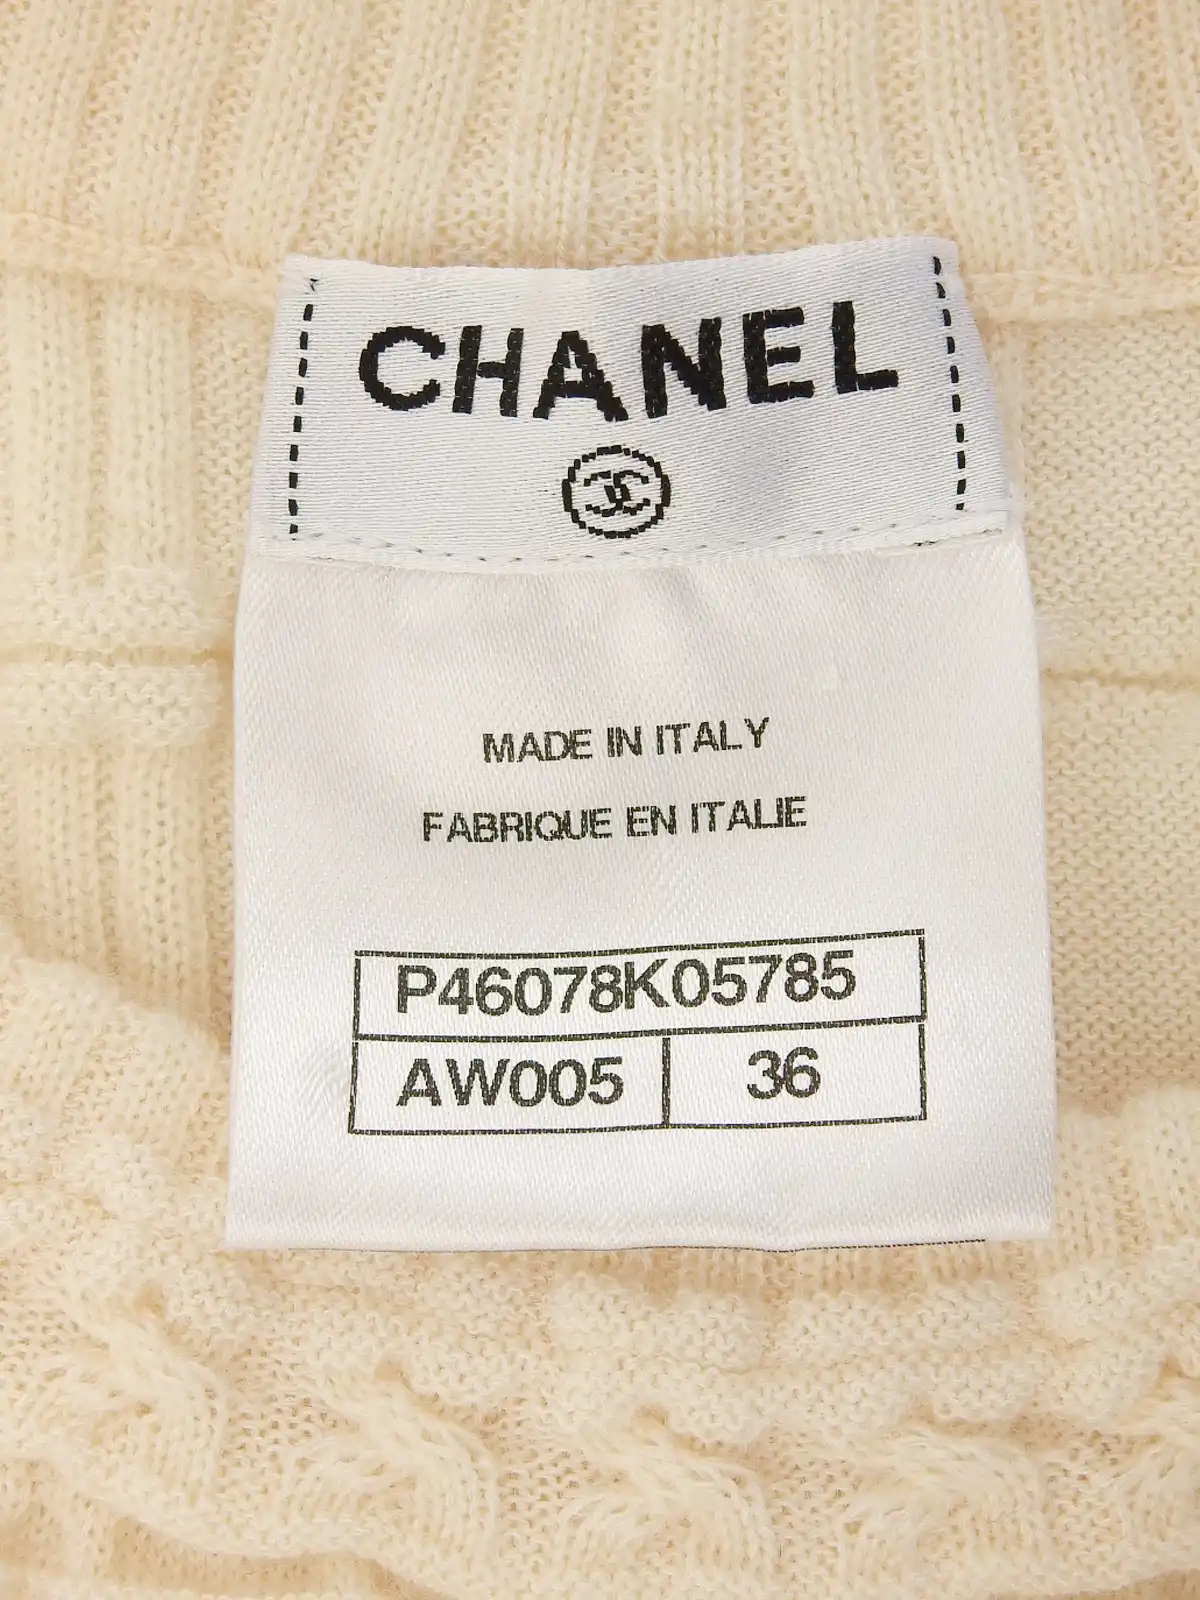 CHANEL
MADE IN ITALY
FABRIQUE EN ITALIE
P46078K05785
AW005 36